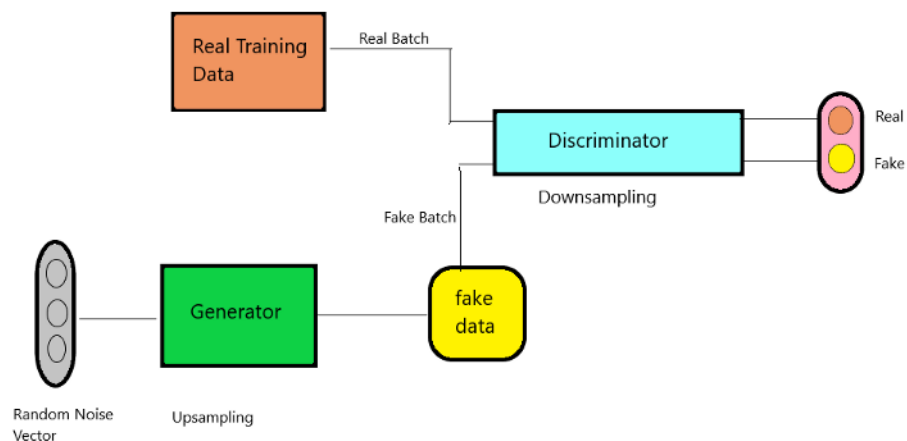 Real Training
Data
Real Batch
Discriminator
Real
Fake
Downsampling
Fake Batch
Generator
fake
data
Random Noise
Vector
Upsampling